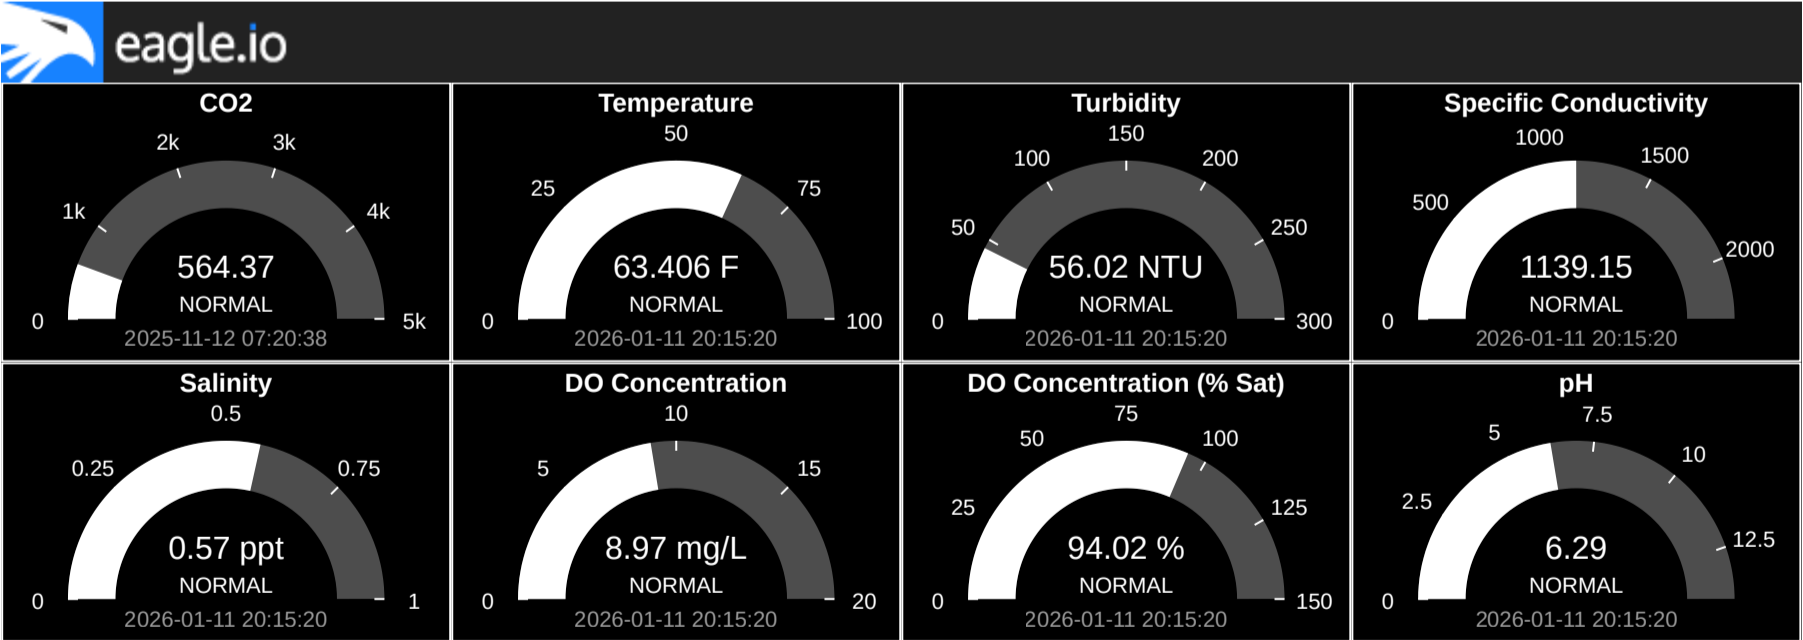 eagle.io
CO2
0
1k
2k
3k
4k
5k
564.37
NORMAL
2025-11-12 07:20:38
Temperature
0
25
50
75
100
63.406 F
NORMAL
2026-01-11 20:15:20
Turbidity
0
50
100
150
200
250
300
56.02 NTU
NORMAL
2026-01-11 20:15:20
Specific Conductivity
0
500
1000
1500
2000
1139.15
NORMAL
2026-01-11 20:15:20
Salinity
0
0.25
0.5
0.75
1
0.57 ppt
NORMAL
2026-01-11 20:15:20
DO Concentration
0
5
10
15
20
8.97 mg/L
NORMAL
2026-01-11 20:15:20
DO Concentration (% Sat)
0
25
50
75
100
125
150
94.02 %
NORMAL
2026-01-11 20:15:20
pH
0
2.5
5
7.5
10
12.5
6.29
NORMAL
2026-01-11 20:15:20